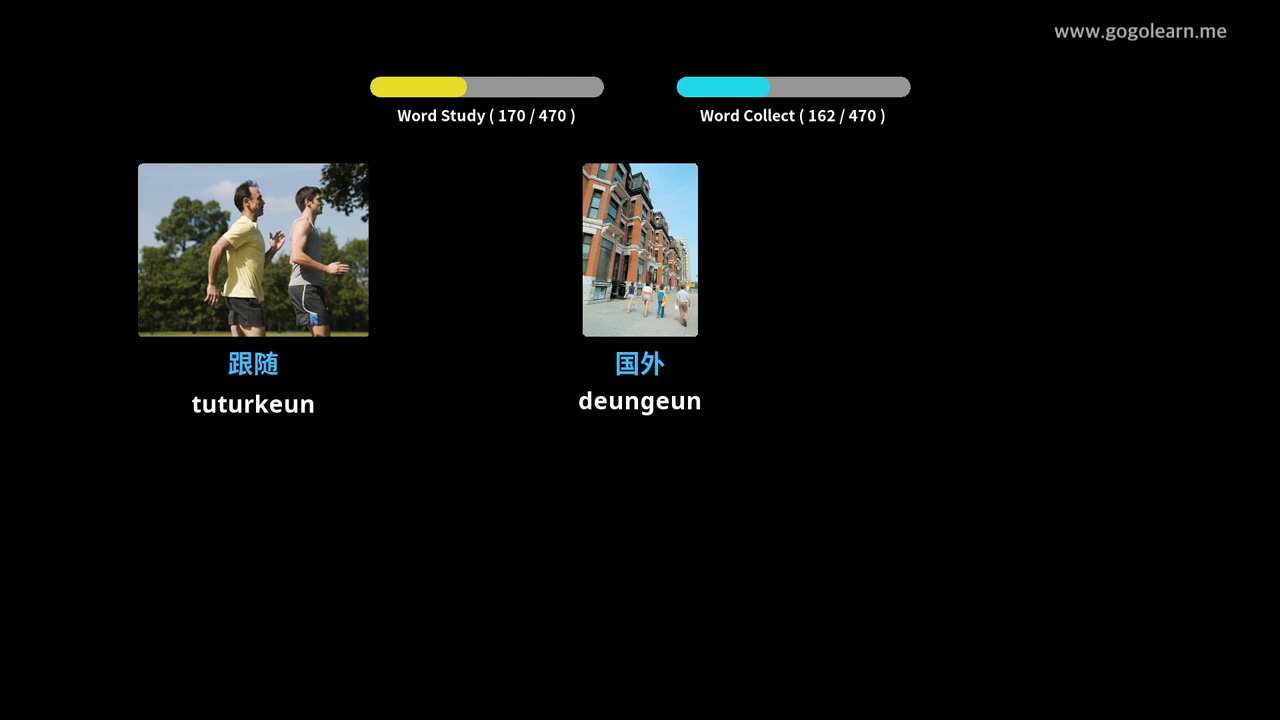 www.gogolearn.me
Word Study ( 170 / 470 )
Word Collect ( 162 / 470 )
跟随
tuturkeun
国外
deungeun